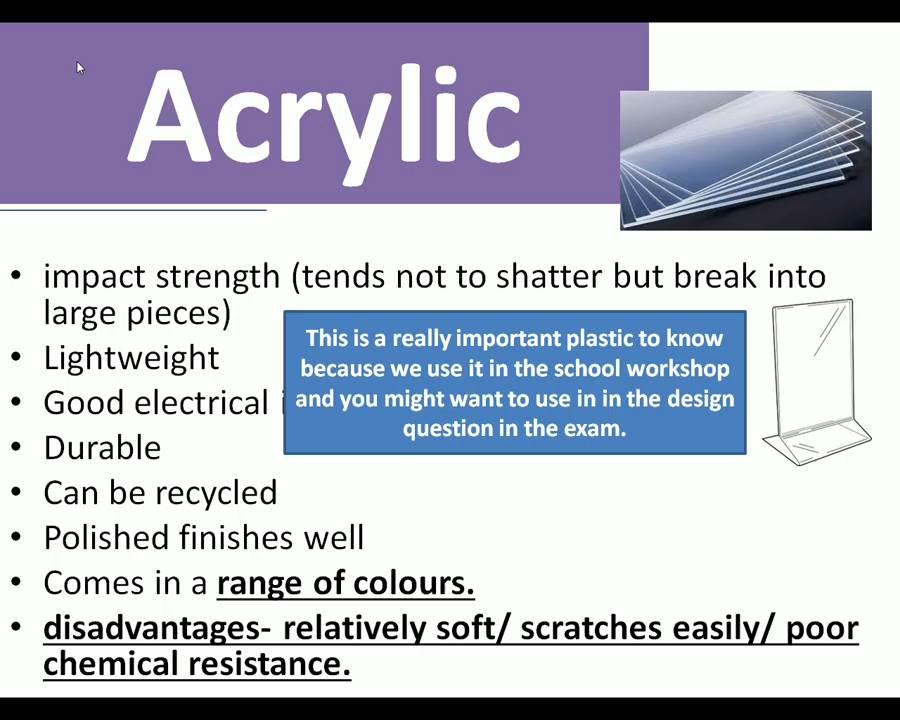 Acrylic
• impact strength (tends not to shatter but break into
large pieces)
• Lightweight
• Good electrical
• Durable
• Can be recycled
• Polished finishes well
• Comes in a range of colours.
• disadvantages- relatively soft/ scratches easily/ poor
chemical resistance.
This is a really important plastic to know
because we use it in the school workshop
and you might want to use in in the design
question in the exam.